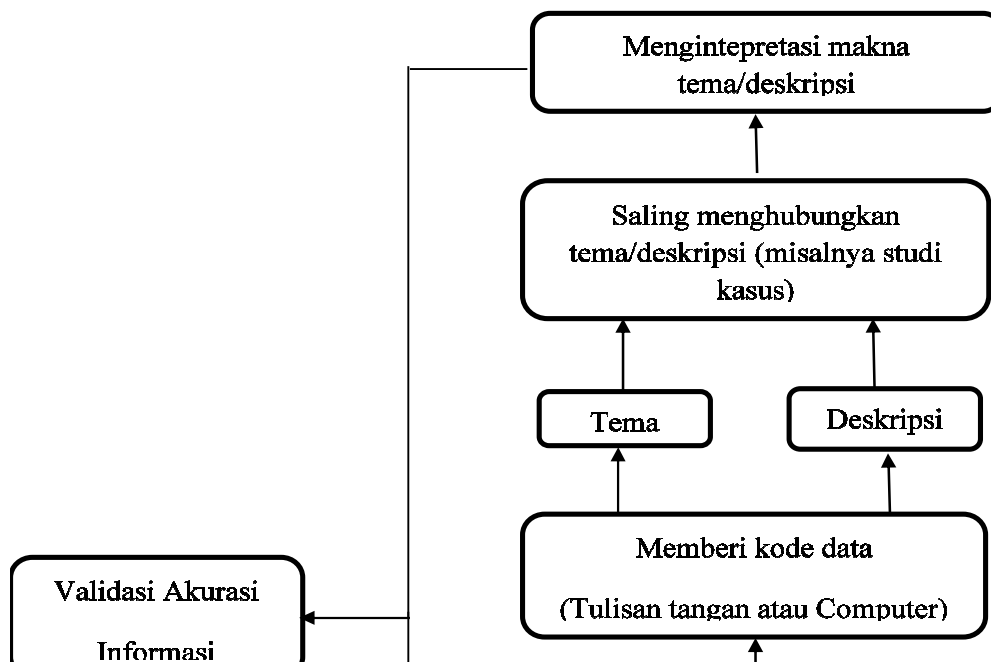 Mengintepretasi makna
tema/deskripsi
Saling menghubungkan
tema/deskripsi (misalnya studi
kasus)
Tema
Deskripsi
Memberi kode data
(Tulisan tangan atau Computer)
Validasi Akurasi
Informasi